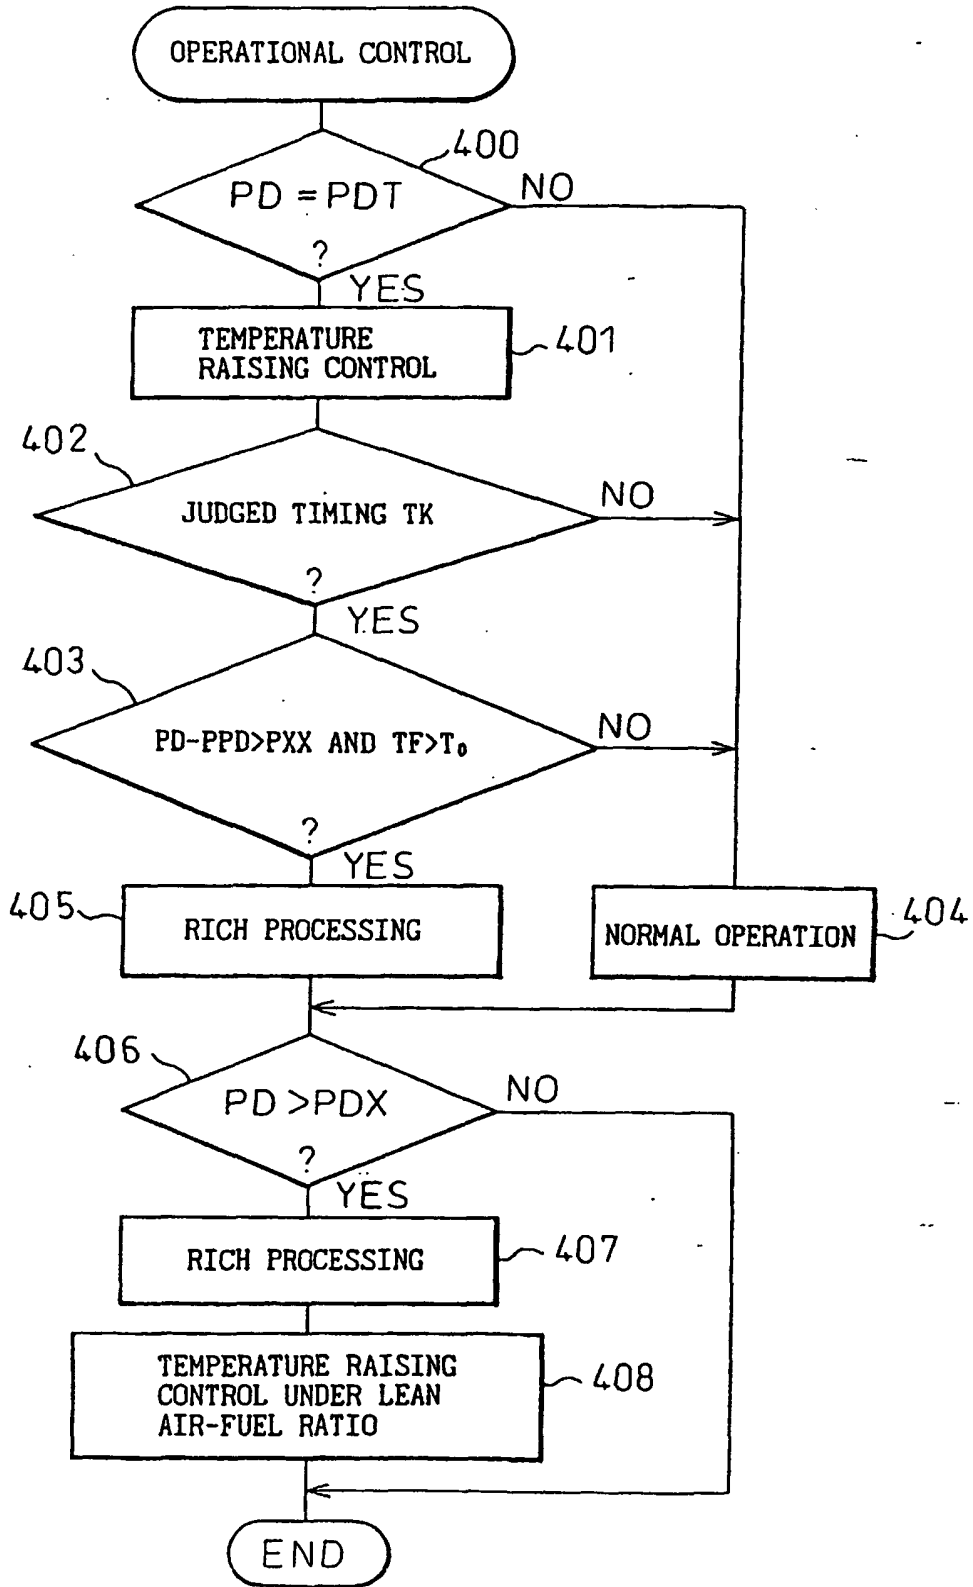 OPERATIONAL CONTROL
400
PD = PDT
NO
?
YES
TEMPERATURE
RAISING CONTROL
401
402
JUDGED TIMING TK
NO
?
YES
403
PD-PPD>PXX AND TF>T₀
NO
?
YES
405
RICH PROCESSING
NORMAL OPERATION
404
406
PD >PDX
NO
?
YES
RICH PROCESSING
407
TEMPERATURE RAISING
CONTROL UNDER LEAN
AIR-FUEL RATIO
408
END